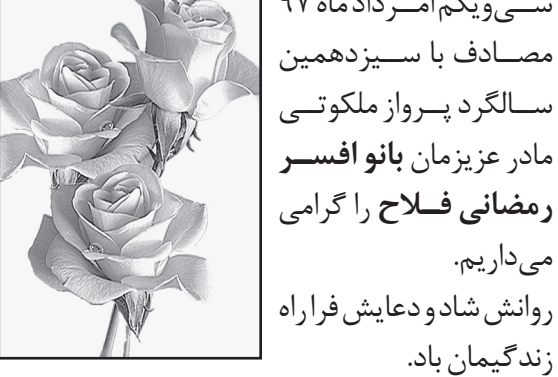 سی‌ویکم امرداد ماه ۹۷
مصادف با سیزدهمین
سالگرد پرواز ملکوتی
مادر عزیزمان بانو افسر
رمضانی فلاح را گرامی
می‌داریم.
روانش شاد و دعایش فرا راه
زندگیمان باد.